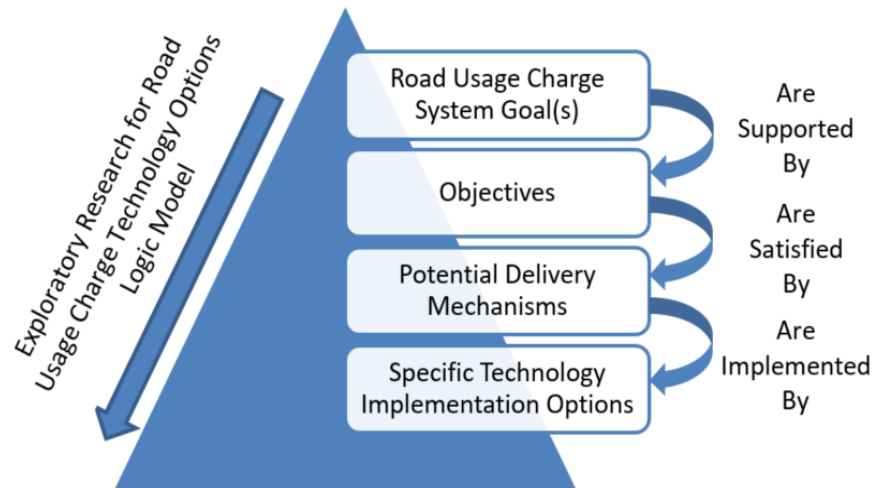 Exploratory Research for Road
Usage Charge Technology Options
Logic Model
Road Usage Charge
System Goal(s)
Are
Supported
By
Objectives
Are
Satisfied
By
Potential Delivery
Mechanisms
Are
Implemented
By
Specific Technology
Implementation Options